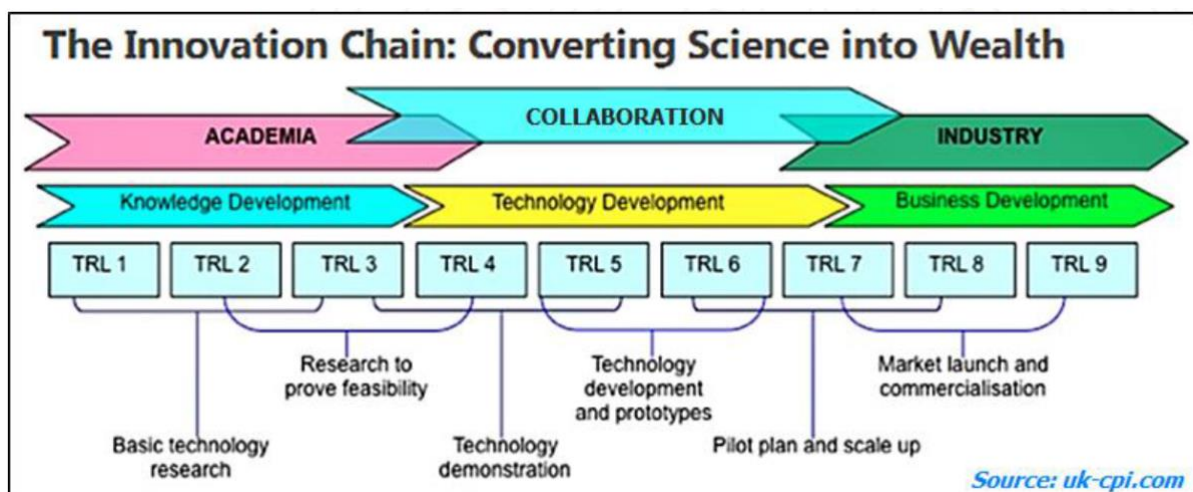 The Innovation Chain: Converting Science into Wealth
COLLABORATION
ACADEMIA
INDUSTRY
Knowledge Development
Technology Development
Business Development
TRL 1
TRL 2
TRL 3
TRL 4
TRL 5
TRL 6
TRL 7
TRL 8
TRL 9
Research to
prove feasibility
Technology
development
and prototypes
Market launch and
commercialisation
Basic technology
research
Technology
demonstration
Pilot plan and scale up
Source: uk-cpi.com